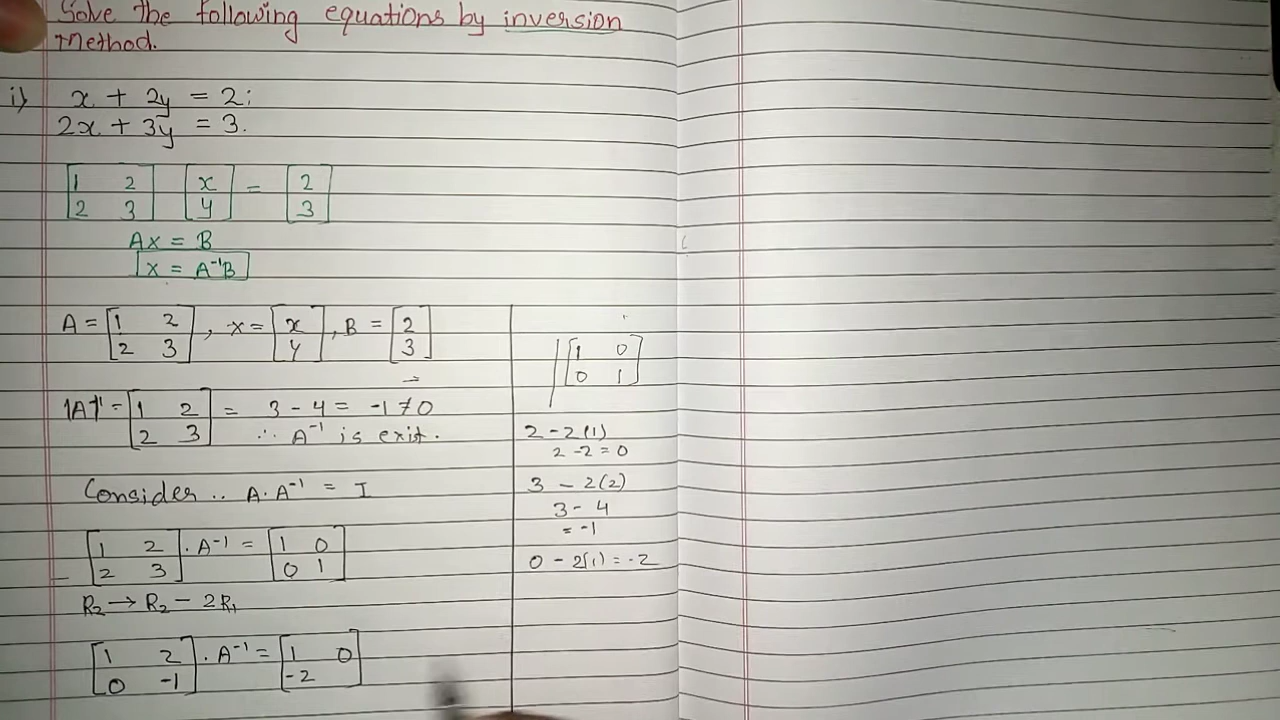 Solve the following equations by inversion
Method.
i) x + 2y = 2;
2x + 3y = 3.
[1 2 [x = [2
2 3] y] 3]
AX = B
X = A⁻¹B
A = [1 2 , X = [x , B = [2
2 3] y] 3]
|A| = [1 2 = 3 - 4 = -1 ≠ 0
2 3] ∴ A⁻¹ is exit.
Consider .. A.A⁻¹ = I
[1 2 . A⁻¹ = [1 0
2 3] 0 1]
R₂ → R₂ - 2R₁
[1 2 . A⁻¹ = [1 0
0 -1] -2 ]
[1 0
0 1]
2 - 2(1)
2 - 2 = 0
3 - 2(2)
3 - 4
= -1
0 - 2(1) = -2